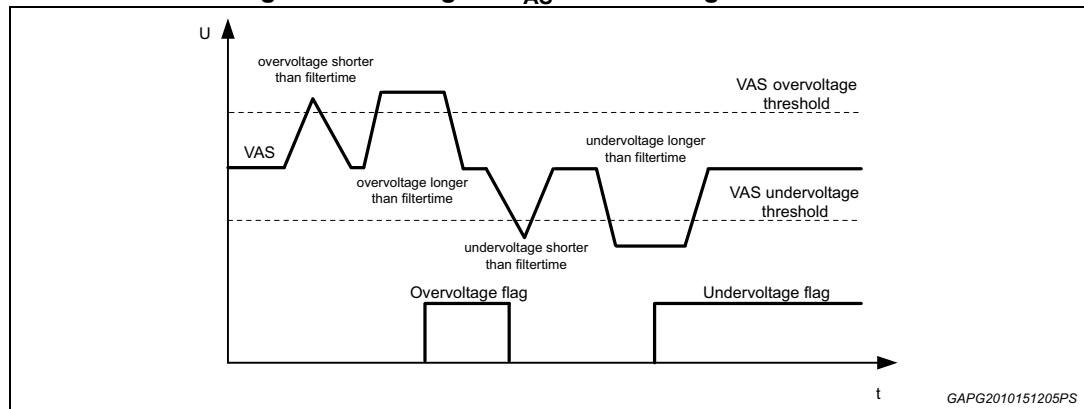 U
overvoltage shorter
than filtertime
VAS overvoltage
threshold
VAS
undervoltage longer
than filtertime
overvoltage longer
than filtertime
VAS undervoltage
threshold
undervoltage shorter
than filtertime
Overvoltage flag
Undervoltage flag
t
GAPG2010151205PS